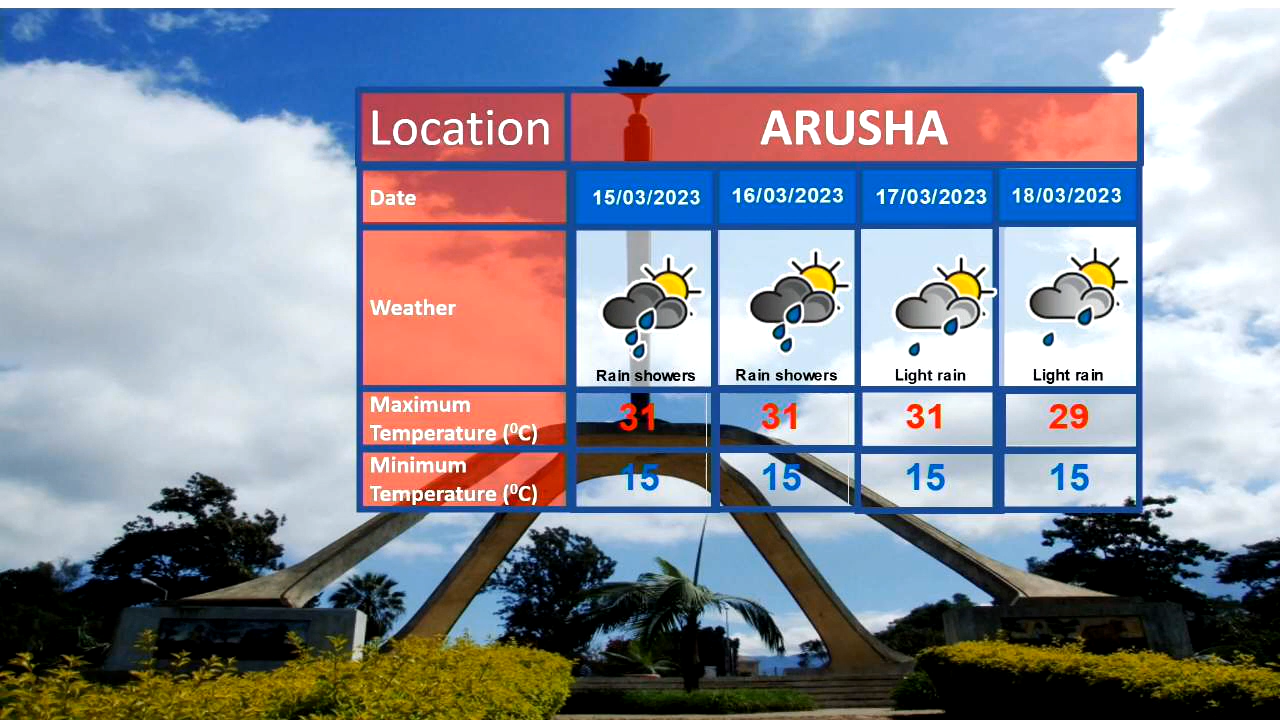 Location ARUSHA
Date 15/03/2023 16/03/2023 17/03/2023 18/03/2023
Weather
Rain showers Rain showers Light rain Light rain
Maximum
Temperature (⁰C) 31 31 31 29
Minimum
Temperature (⁰C) 15 15 15 15